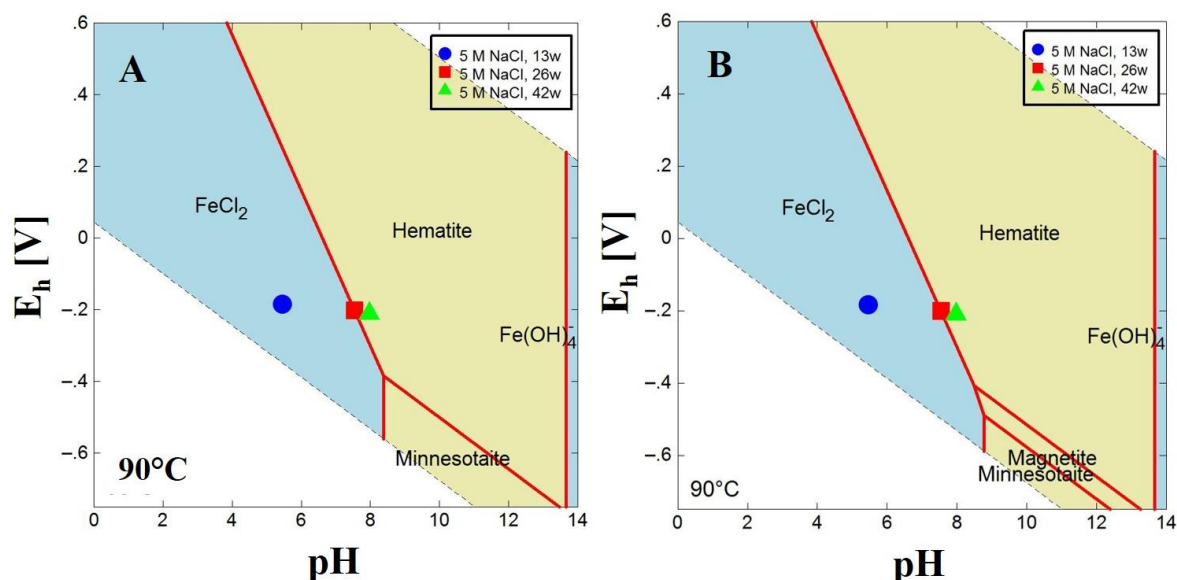 A
5 M NaCl, 13w
5 M NaCl, 26w
5 M NaCl, 42w
.6
.4
.2
0
−.2
−.4
−.6
Eh [V]
FeCl2
Hematite
Fe(OH)4-
Minnesotaite
90°C
0 2 4 6 8 10 12 14
pH
B
5 M NaCl, 13w
5 M NaCl, 26w
5 M NaCl, 42w
.6
.4
.2
0
−.2
−.4
−.6
Eh [V]
FeCl2
Hematite
Fe(OH)4-
Magnetite
Minnesotaite
90°C
0 2 4 6 8 10 12 14
pH